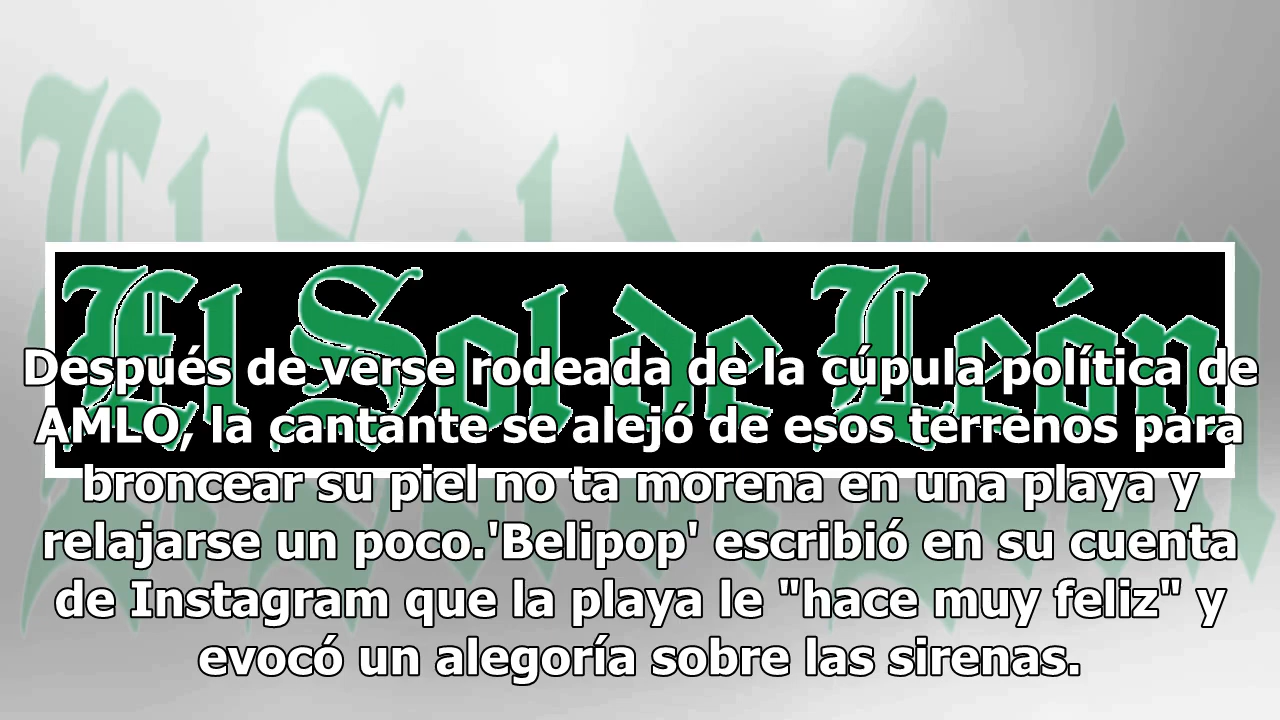 El Sol de León
Después de verse rodeada de la cúpula política de
AMLO, la cantante se alejó de esos terrenos para
broncear su piel no ta morena en una playa y
relajarse un poco.'Belipop' escribió en su cuenta
de Instagram que la playa le "hace muy feliz" y
evocó un alegoría sobre las sirenas.